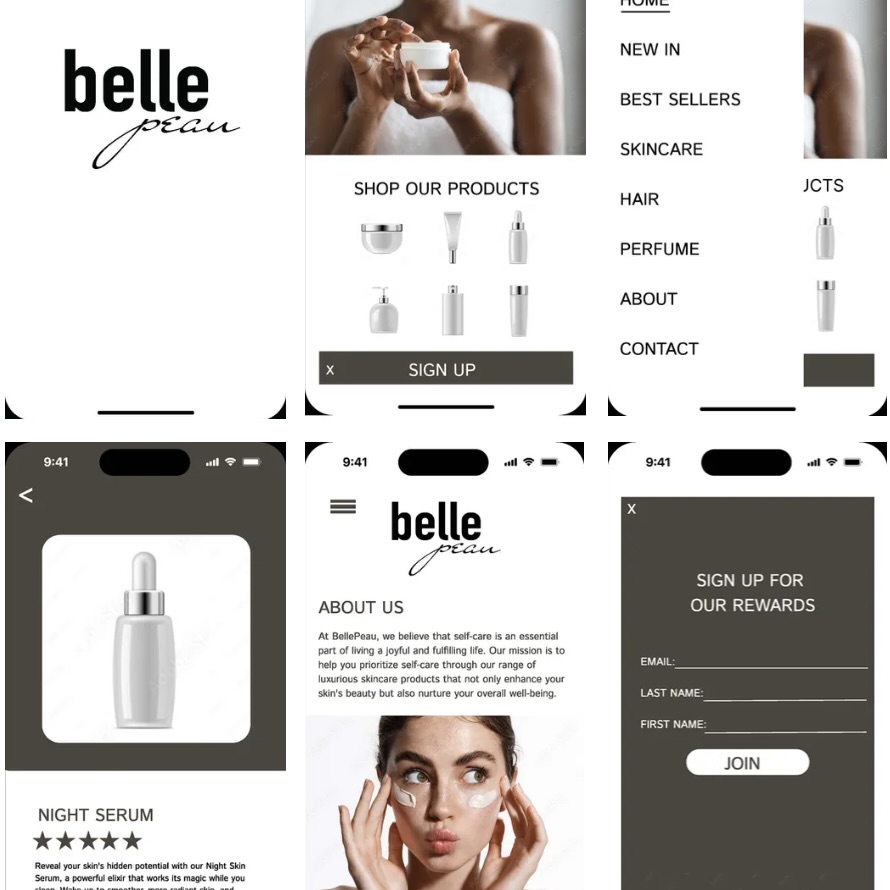 belle
peau
SHOP OUR PRODUCTS
x
SIGN UP
HOME
NEW IN
BEST SELLERS
SKINCARE
HAIR
PERFUME
ABOUT
CONTACT
UCTS
9:41
<
NIGHT SERUM
★★★★★
Reveal your skin's hidden potential with our Night Skin
Serum, a powerful elixir that works its magic while you
sleep. Wake up to smoother, more radiant skin, and
9:41
belle
peau
ABOUT US
At BellePeau, we believe that self-care is an essential
part of living a joyful and fulfilling life. Our mission is to
help you prioritize self-care through our range of
luxurious skincare products that not only enhance your
skin's beauty but also nurture your overall well-being.
9:41
X
SIGN UP FOR
OUR REWARDS
EMAIL:
LAST NAME:
FIRST NAME:
JOIN